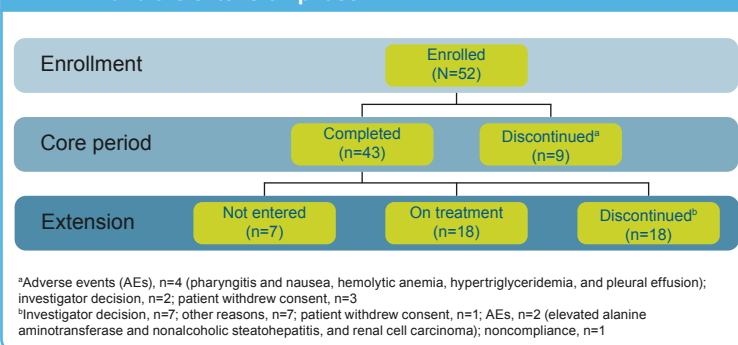 Enrollment
Enrolled
(N=52)
Core period
Completed
(n=43)
Discontinuedᵃ
(n=9)
Extension
Not entered
(n=7)
On treatment
(n=18)
Discontinuedᵇ
(n=18)
ᵃAdverse events (AEs), n=4 (pharyngitis and nausea, hemolytic anemia, hypertriglyceridemia, and pleural effusion);
investigator decision, n=2; patient withdrew consent, n=3
ᵇInvestigator decision, n=7; other reasons, n=7; patient withdrew consent, n=1; AEs, n=2 (elevated alanine
aminotransferase and nonalcoholic steatohepatitis, and renal cell carcinoma); noncompliance, n=1